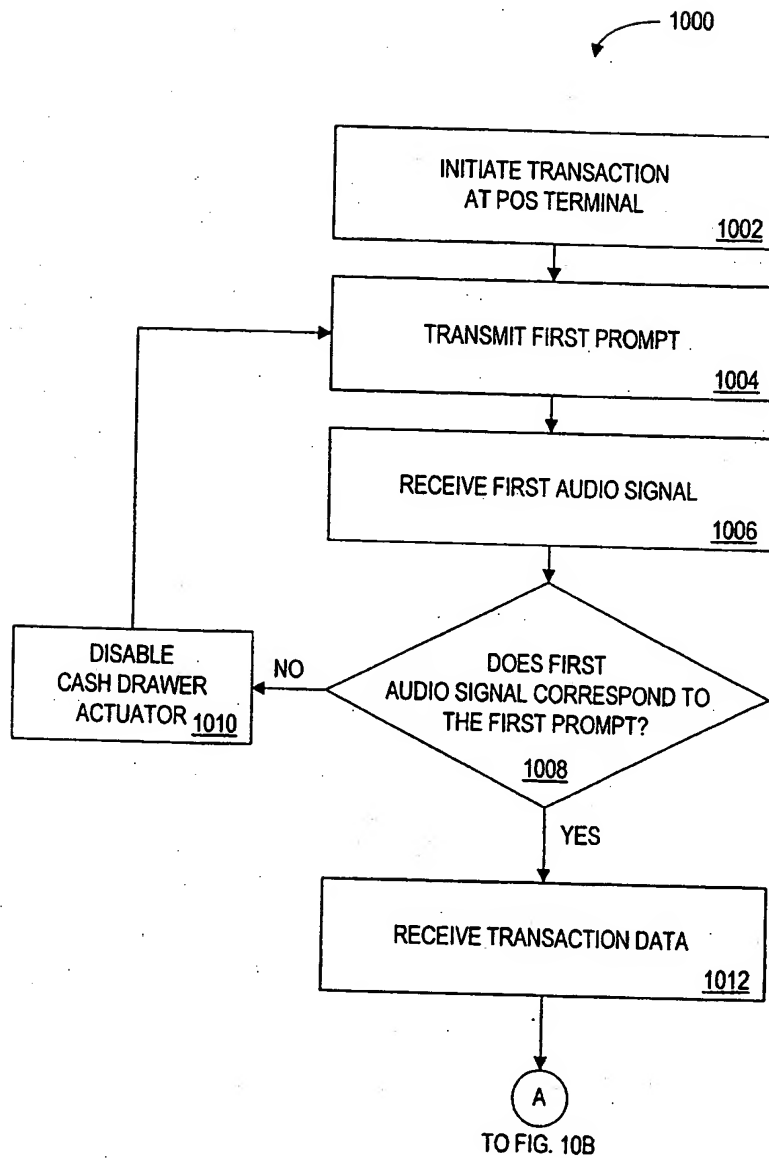 1000
INITIATE TRANSACTION
AT POS TERMINAL
1002
TRANSMIT FIRST PROMPT
1004
RECEIVE FIRST AUDIO SIGNAL
1006
DOES FIRST
AUDIO SIGNAL CORRESPOND TO
THE FIRST PROMPT?
1008
NO
DISABLE
CASH DRAWER
ACTUATOR 1010
YES
RECEIVE TRANSACTION DATA
1012
A
TO FIG. 10B